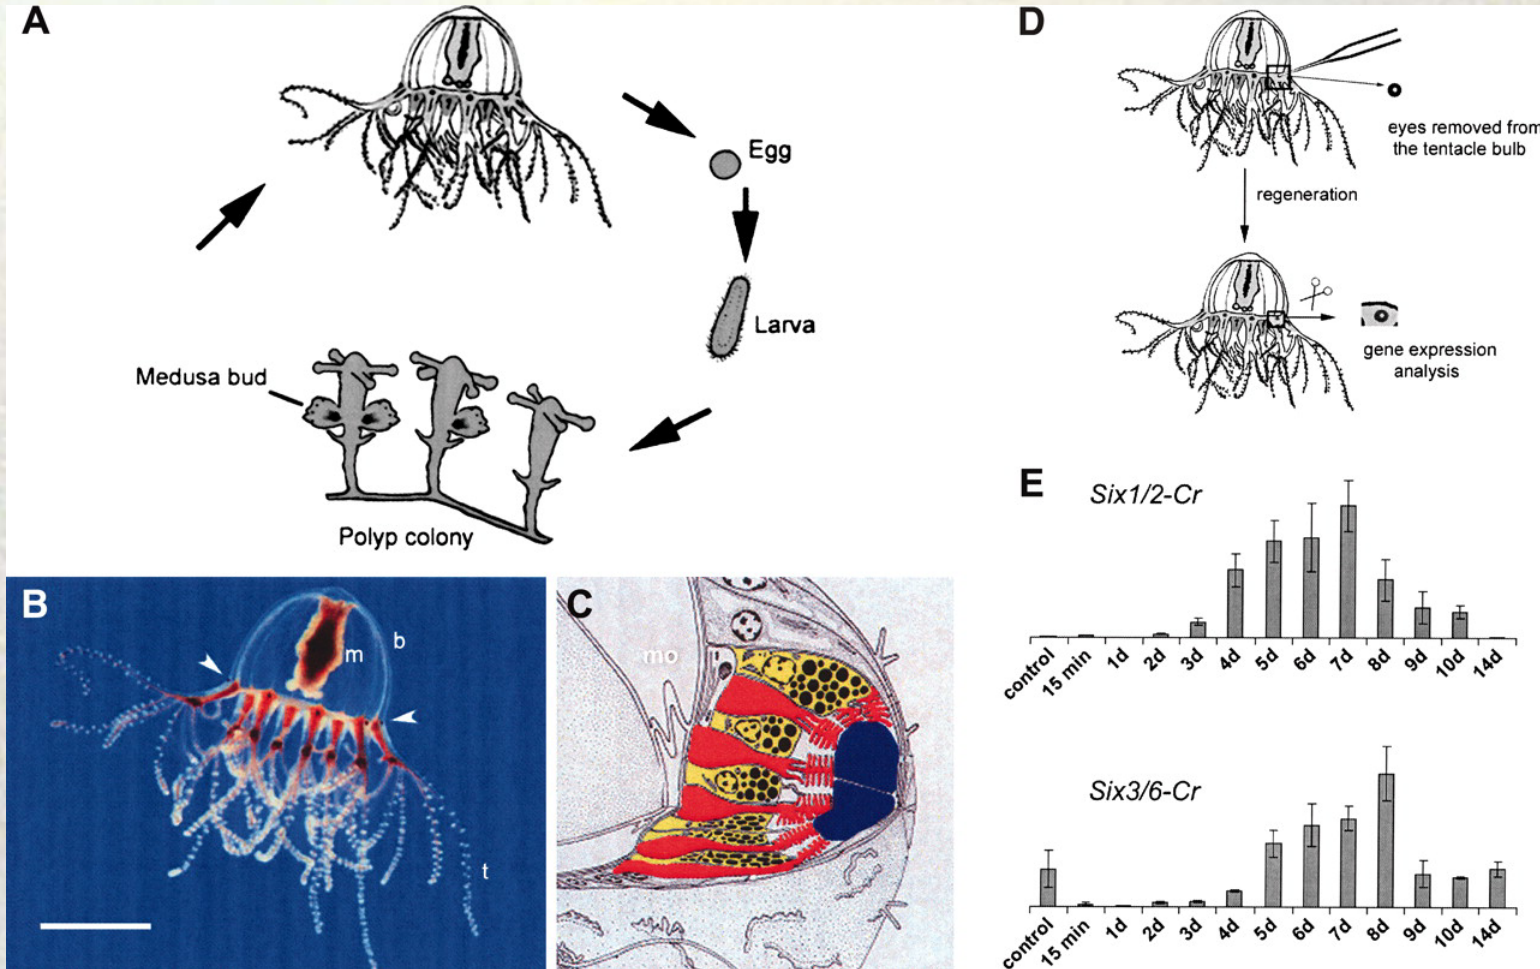 A
Egg
Larva
Medusa bud
Polyp colony
B
m
b
t
C
mo
D
eyes removed from
the tentacle bulb
regeneration
gene expression
analysis
E
Six1/2-Cr
control
15 min
1d
2d
3d
4d
5d
6d
7d
8d
9d
10d
14d
Six3/6-Cr
control
15 min
1d
2d
3d
4d
5d
6d
7d
8d
9d
10d
14d